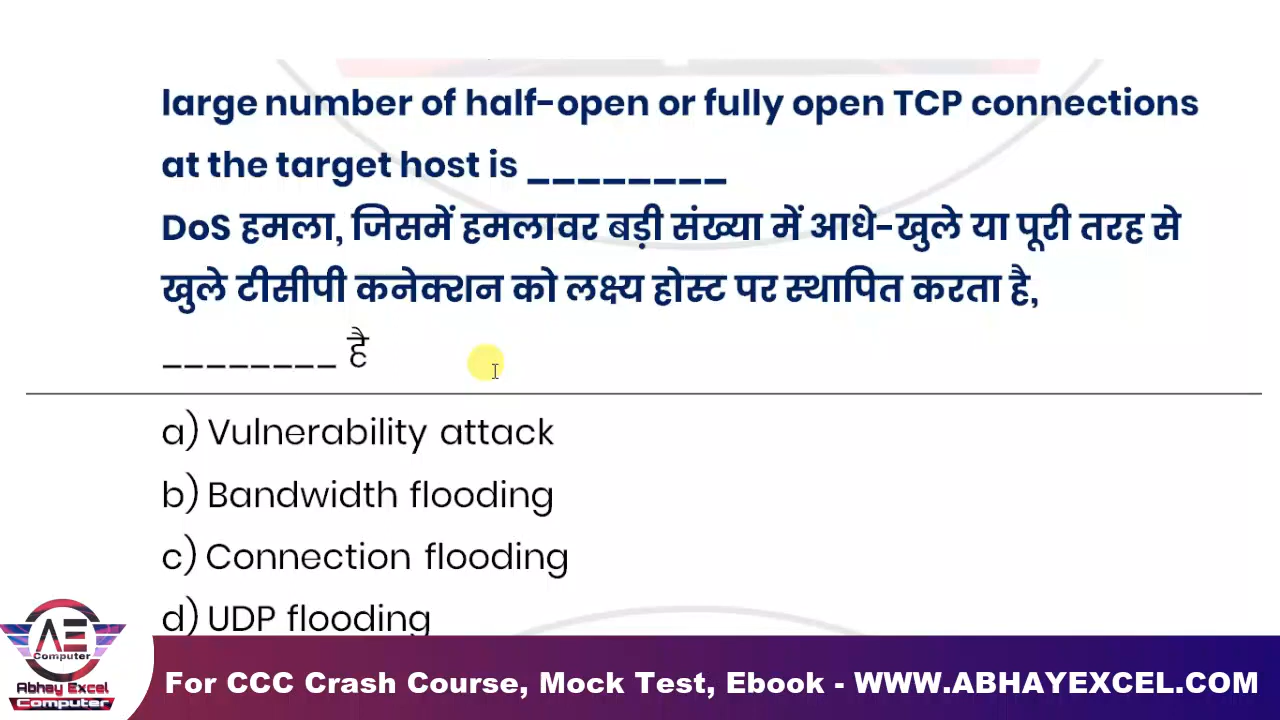 large number of half-open or fully open TCP connections
at the target host is ________
DoS हमला, जिसमें हमलावर बड़ी संख्या में आधे-खुले या पूरी तरह से
खुले टीसीपी कनेक्शन को लक्ष्य होस्ट पर स्थापित करता है,
________ है
a) Vulnerability attack
b) Bandwidth flooding
c) Connection flooding
d) UDP flooding
AE
Computer
Abhay Excel
Computer
For CCC Crash Course, Mock Test, Ebook - WWW.ABHAYEXCEL.COM